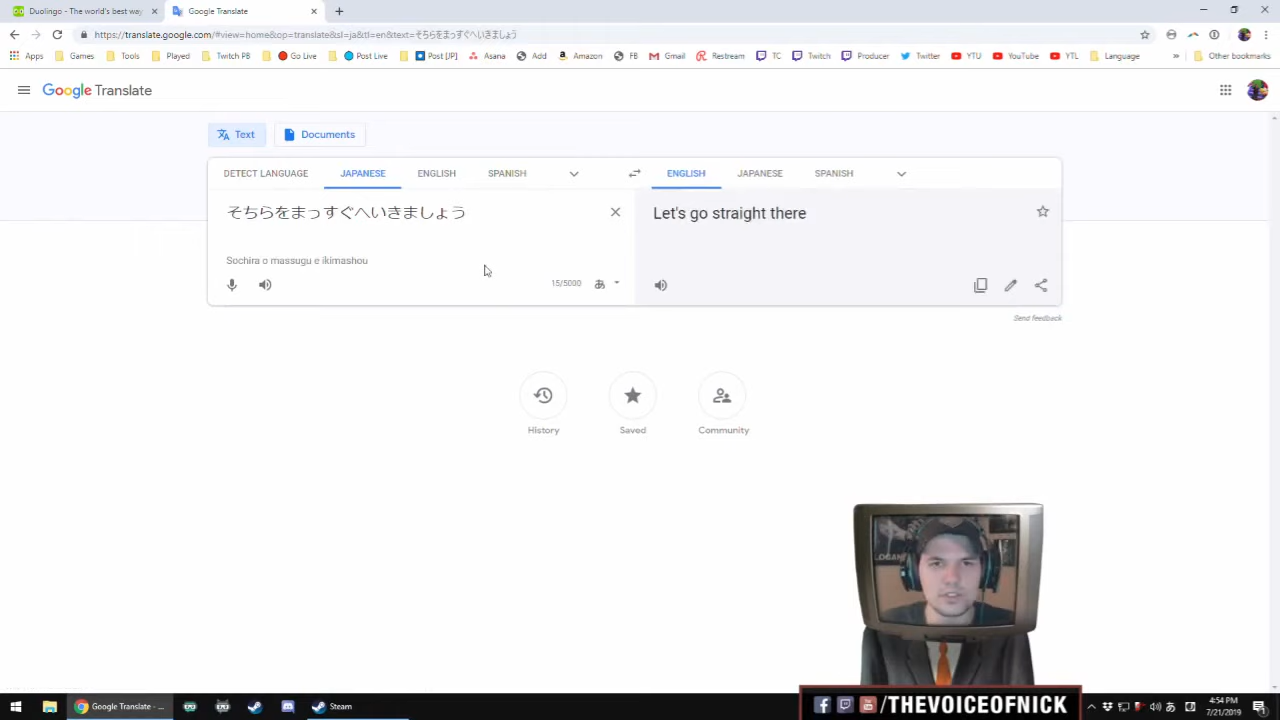 Duolingo - The world's best way
Google Translate
https://translate.google.com/#view=home&op=translate&sl=ja&tl=en&text=そちらをまっすぐへいきましょう
Apps Games Tools Played Twitch PB Go Live Post Live Post [JP] Asana Add Amazon FB Gmail Restream TC Twitch Producer Twitter YTU YouTube YTL Language » Other bookmarks
Google Translate
Text Documents
DETECT LANGUAGE JAPANESE ENGLISH SPANISH ENGLISH JAPANESE SPANISH
そちらをまっすぐへいきましょう
Let's go straight there
Sochira o massugu e ikimashou
15/5000 あ
Send feedback
History Saved Community
LOGAN
/THEVOICEOFNICK
Google Translate - ...
Steam
あ
4:54 PM
7/21/2019